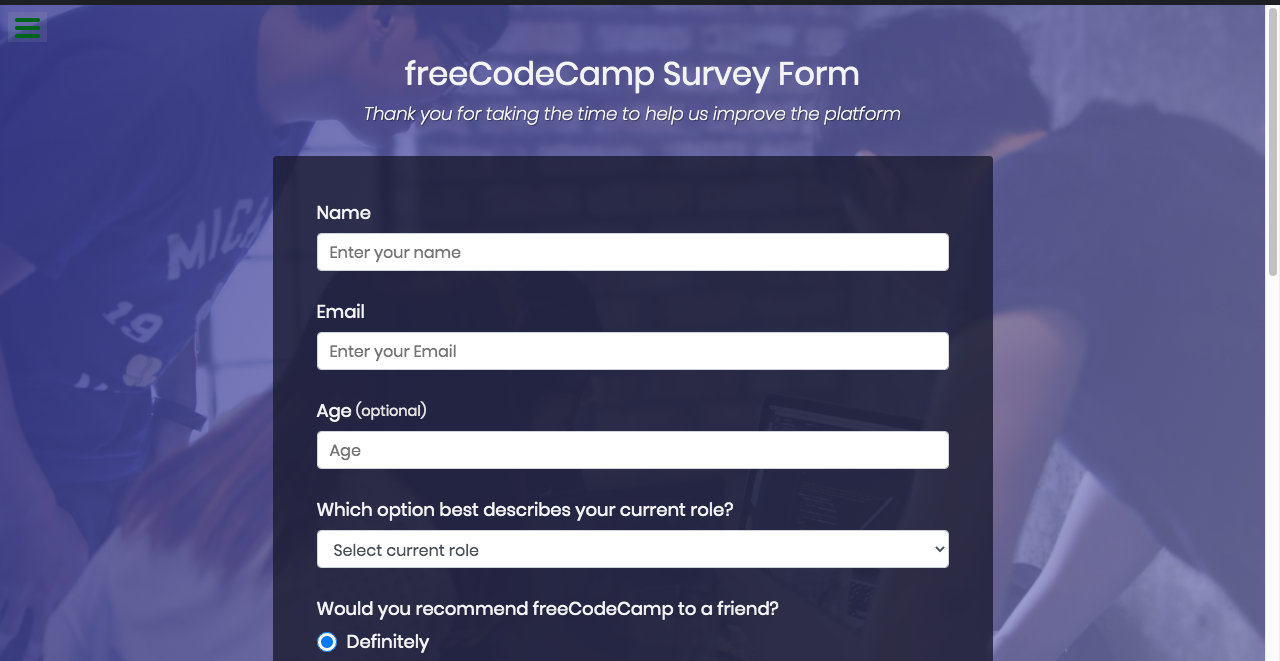 freeCodeCamp Survey Form
Thank you for taking the time to help us improve the platform
MICH
19
Name
Enter your name
Email
Enter your Email
Age (optional)
Age
Which option best describes your current role?
Select current role
Would you recommend freeCodeCamp to a friend?
Definitely